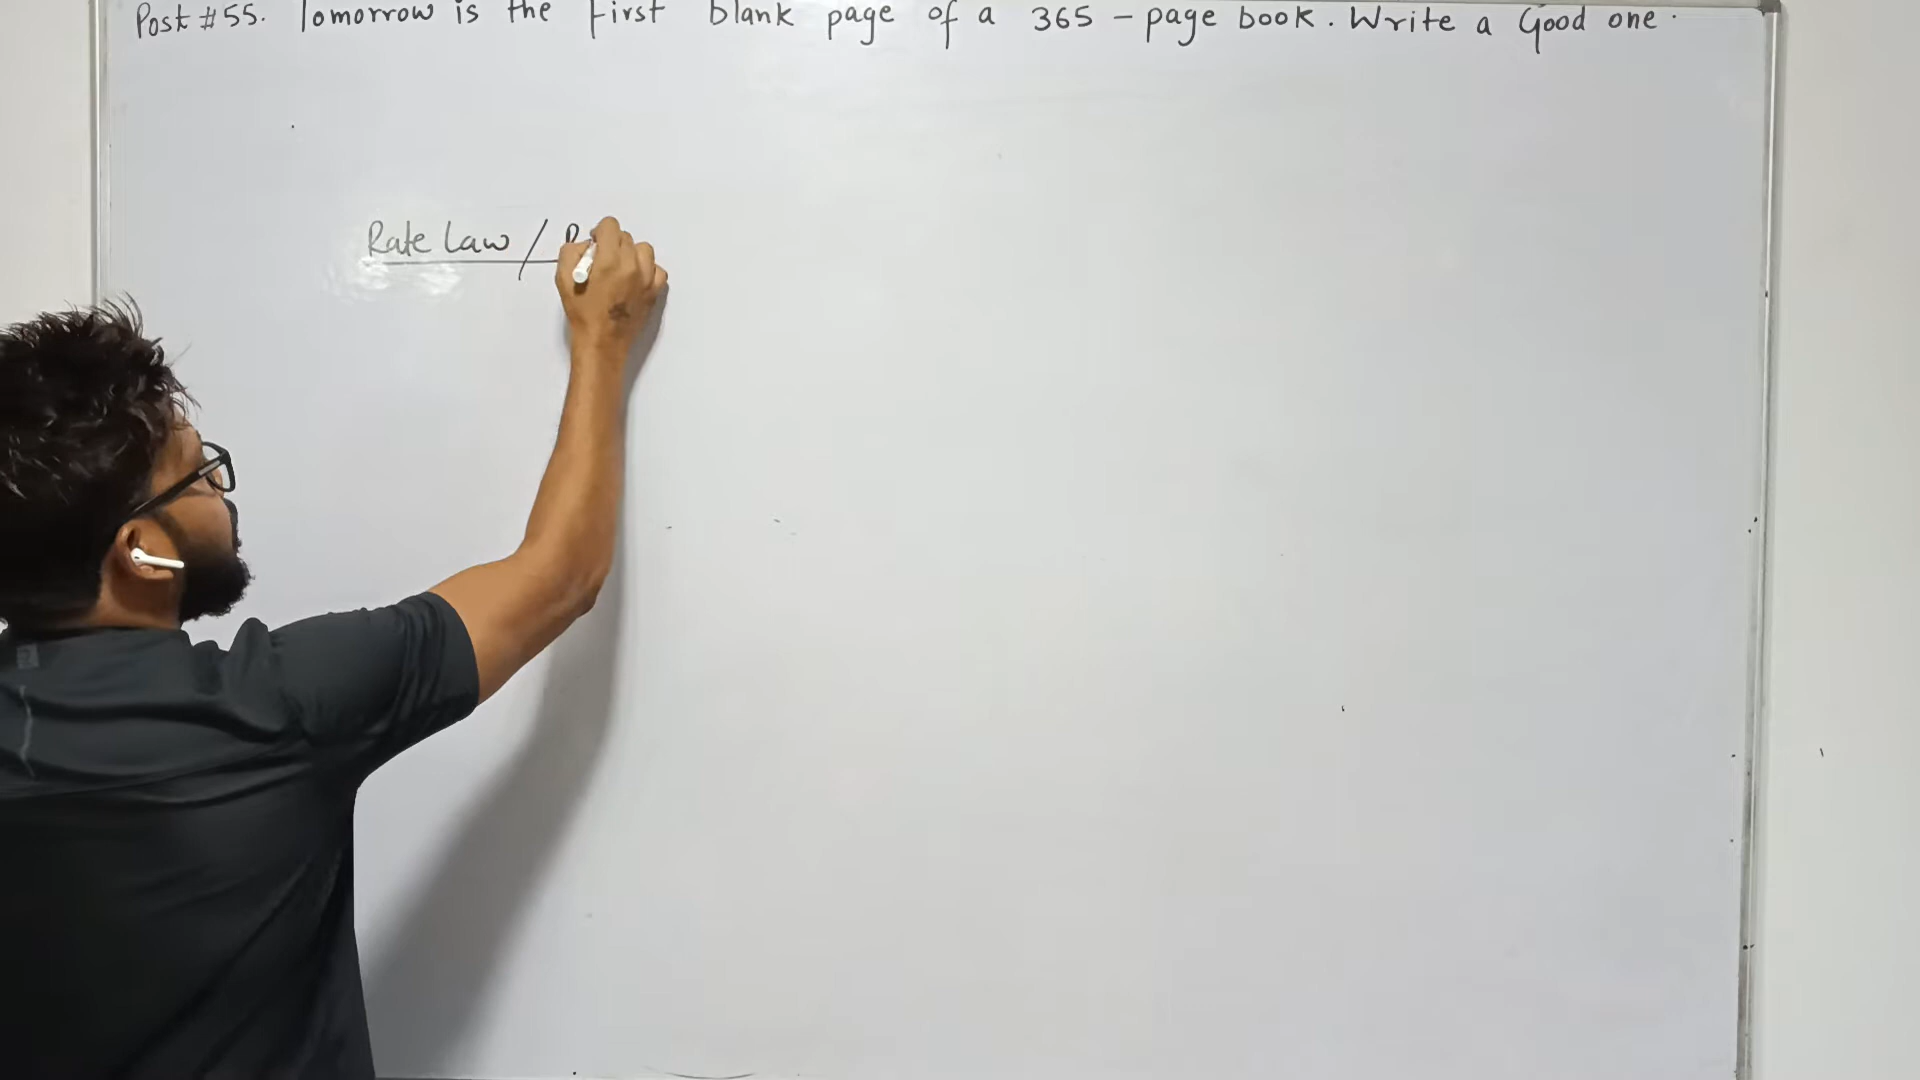 Post #55. Tomorrow is the first blank page of a 365 - page book. Write a Good one.
Rate Law /